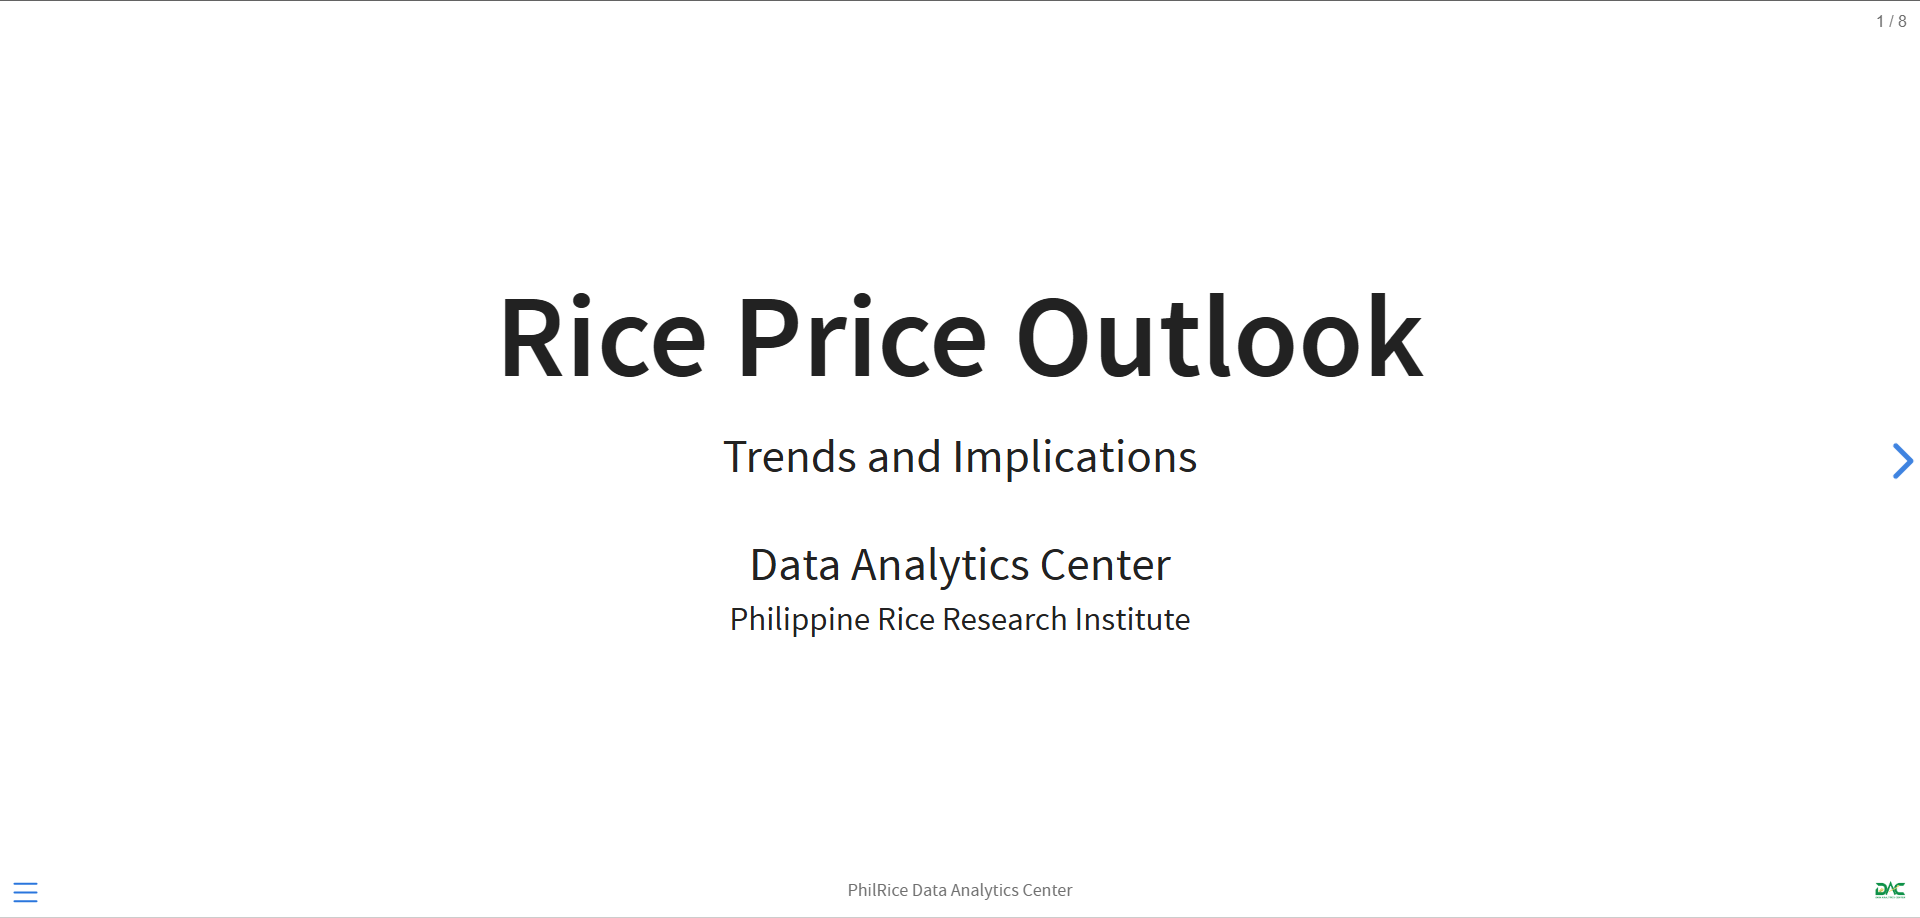 1 / 8
Rice Price Outlook
Trends and Implications
Data Analytics Center
Philippine Rice Research Institute
PhilRice Data Analytics Center
DAC